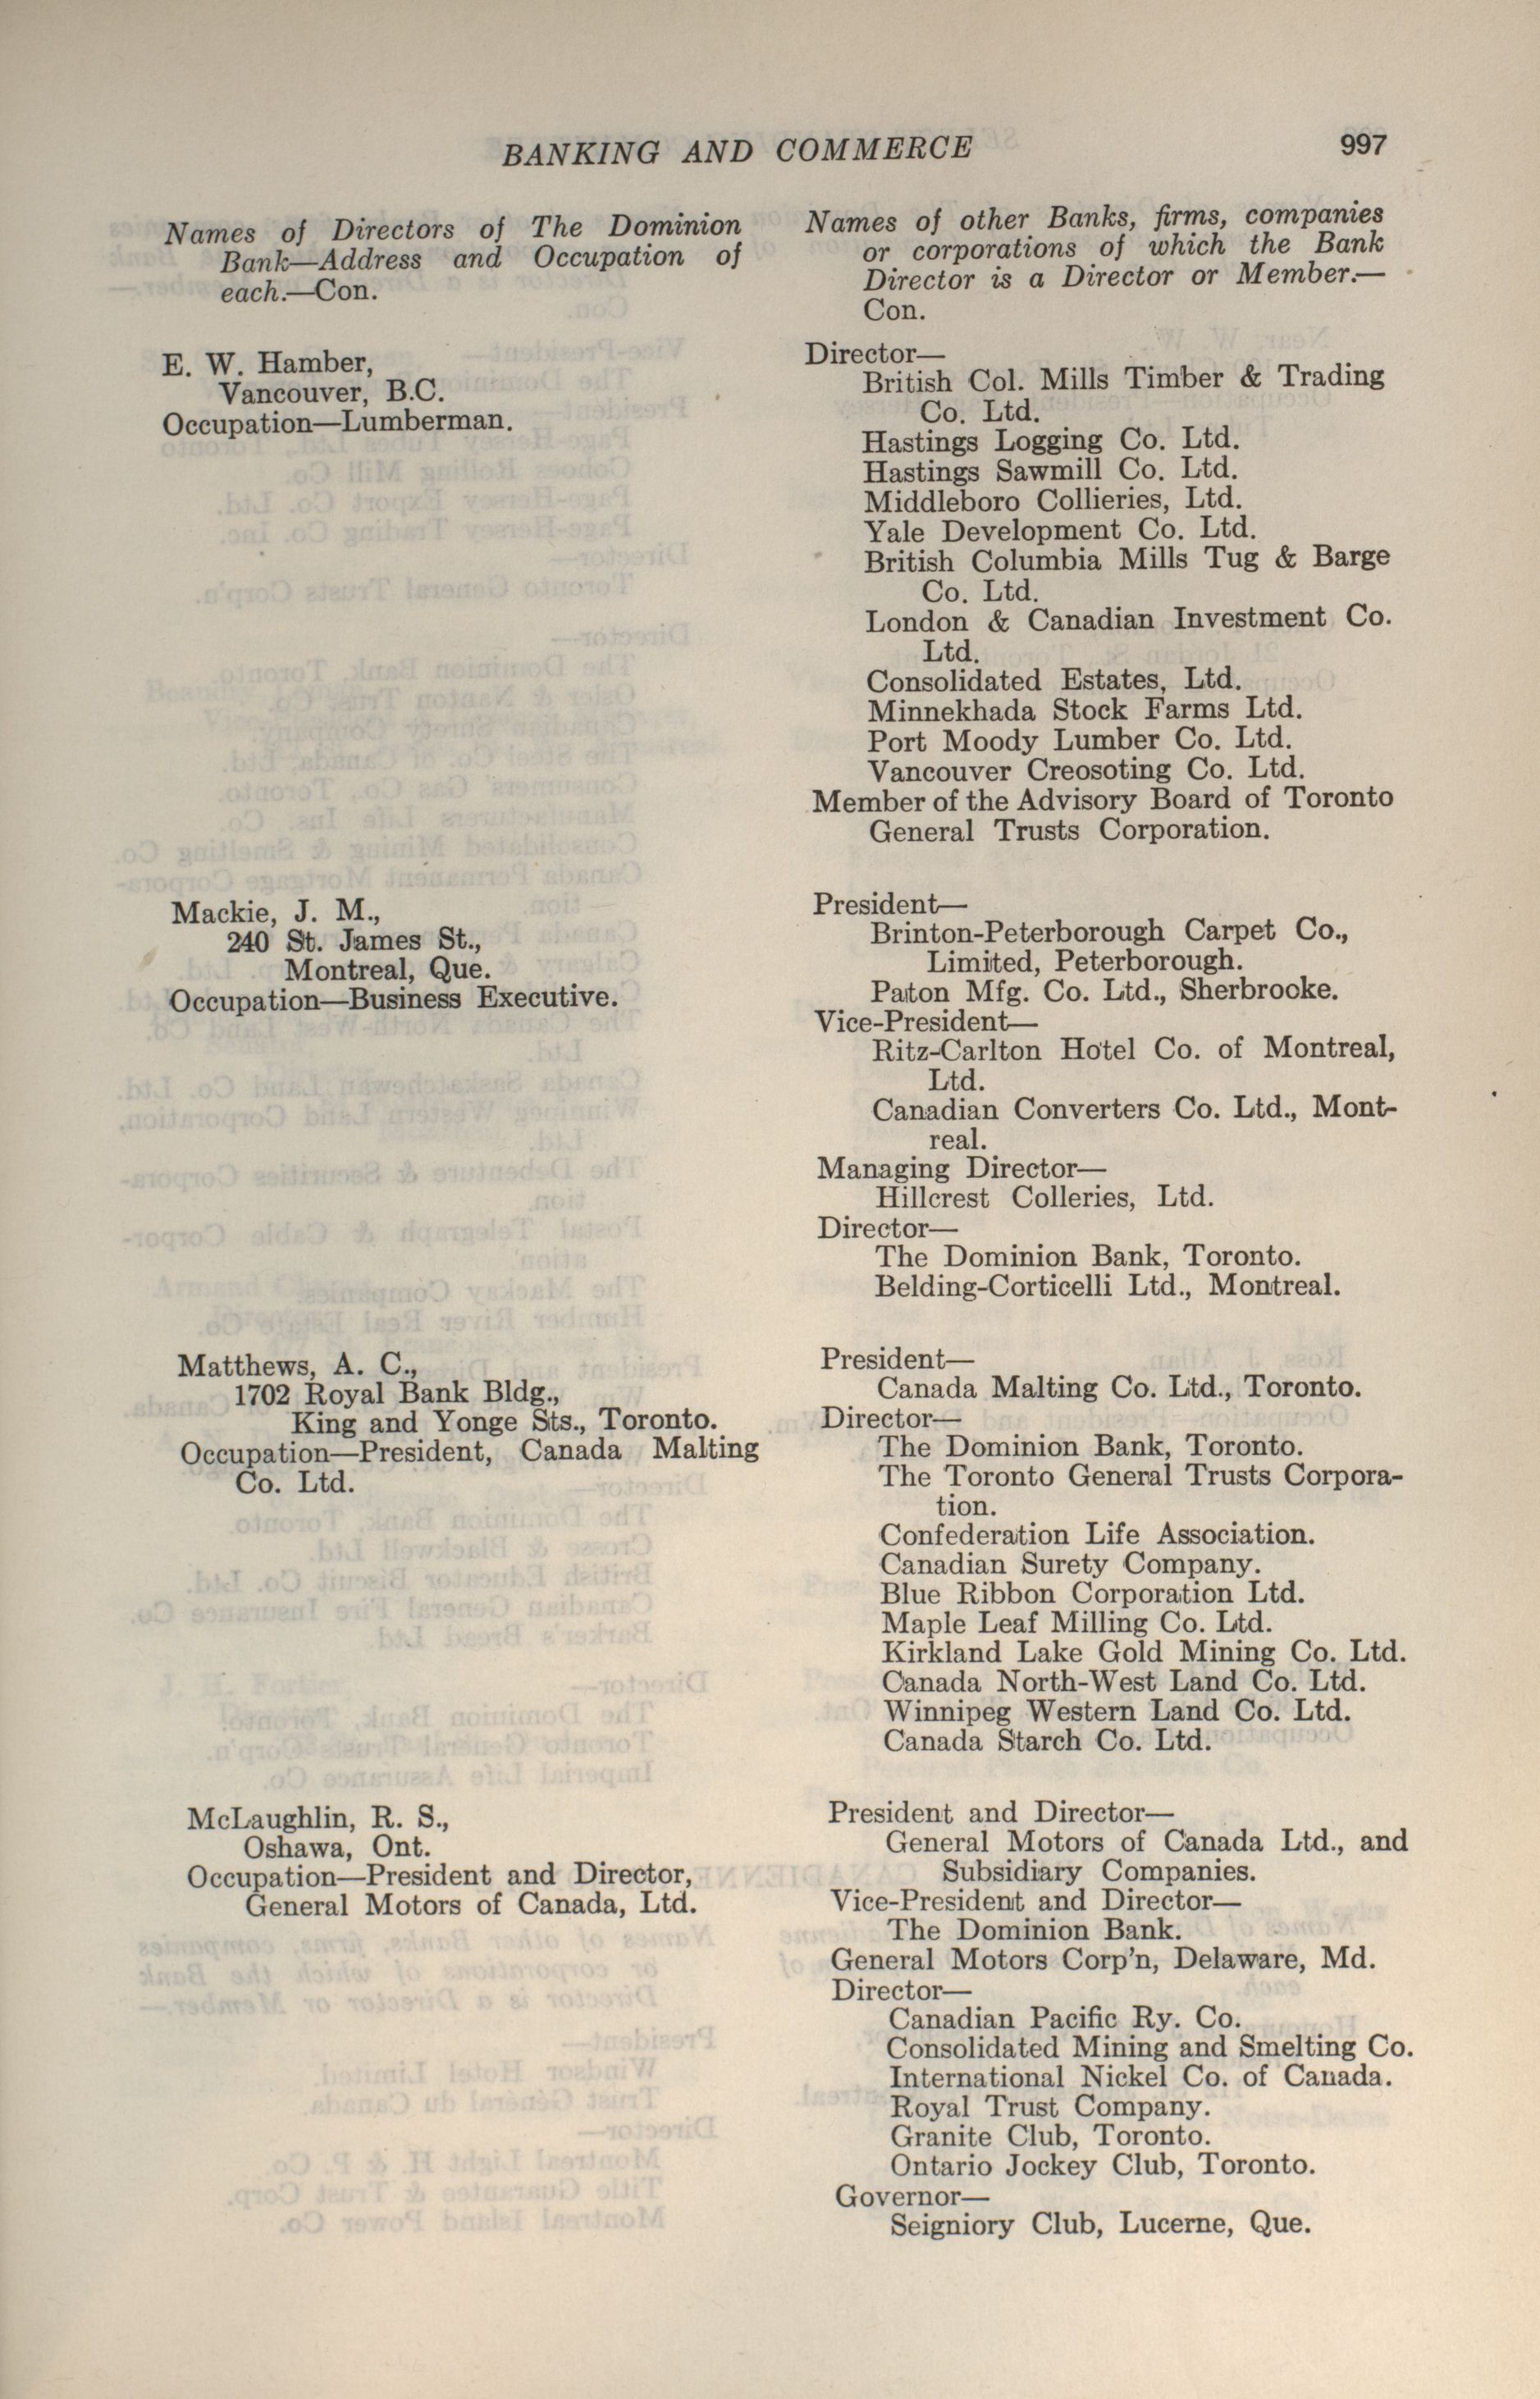 BANKING AND COMMERCE 997
Names of Directors of The Dominion
Bank—Address and Occupation of
each.—Con.
Names of other Banks, firms, companies
or corporations of which the Bank
Director is a Director or Member.—
Con.
E. W. Hamber,
Vancouver, B.C.
Occupation—Lumberman.
Director—
British Col. Mills Timber & Trading
Co. Ltd.
Hastings Logging Co. Ltd.
Hastings Sawmill Co. Ltd.
Middleboro Collieries, Ltd.
Yale Development Co. Ltd.
British Columbia Mills Tug & Barge
Co. Ltd.
London & Canadian Investment Co.
Ltd.
Consolidated Estates, Ltd.
Minnekhada Stock Farms Ltd.
Port Moody Lumber Co. Ltd.
Vancouver Creosoting Co. Ltd.
Member of the Advisory Board of Toronto
General Trusts Corporation.
Mackie, J. M.,
240 St. James St.,
Montreal, Que.
Occupation—Business Executive.
President—
Brinton-Peterborough Carpet Co.,
Limited, Peterborough.
Paton Mfg. Co. Ltd., Sherbrooke.
Vice-President—
Ritz-Carlton Hotel Co. of Montreal,
Ltd.
Canadian Converters Co. Ltd., Mont-
real.
Managing Director—
Hillcrest Colleries, Ltd.
Director—
The Dominion Bank, Toronto.
Belding-Corticelli Ltd., Montreal.
Matthews, A. C.,
1702 Royal Bank Bldg.,
King and Yonge Sts., Toronto.
Occupation—President, Canada Malting
Co. Ltd.
President—
Canada Malting Co. Ltd., Toronto.
Director—
The Dominion Bank, Toronto.
The Toronto General Trusts Corpora-
tion.
Confederation Life Association.
Canadian Surety Company.
Blue Ribbon Corporation Ltd.
Maple Leaf Milling Co. Ltd.
Kirkland Lake Gold Mining Co. Ltd.
Canada North-West Land Co. Ltd.
Winnipeg Western Land Co. Ltd.
Canada Starch Co. Ltd.
McLaughlin, R. S.,
Oshawa, Ont.
Occupation—President and Director,
General Motors of Canada, Ltd.
President and Director—
General Motors of Canada Ltd., and
Subsidiary Companies.
Vice-President and Director—
The Dominion Bank.
General Motors Corp'n, Delaware, Md.
Director—
Canadian Pacific Ry. Co.
Consolidated Mining and Smelting Co.
International Nickel Co. of Canada.
Royal Trust Company.
Granite Club, Toronto.
Ontario Jockey Club, Toronto.
Governor—
Seigniory Club, Lucerne, Que.